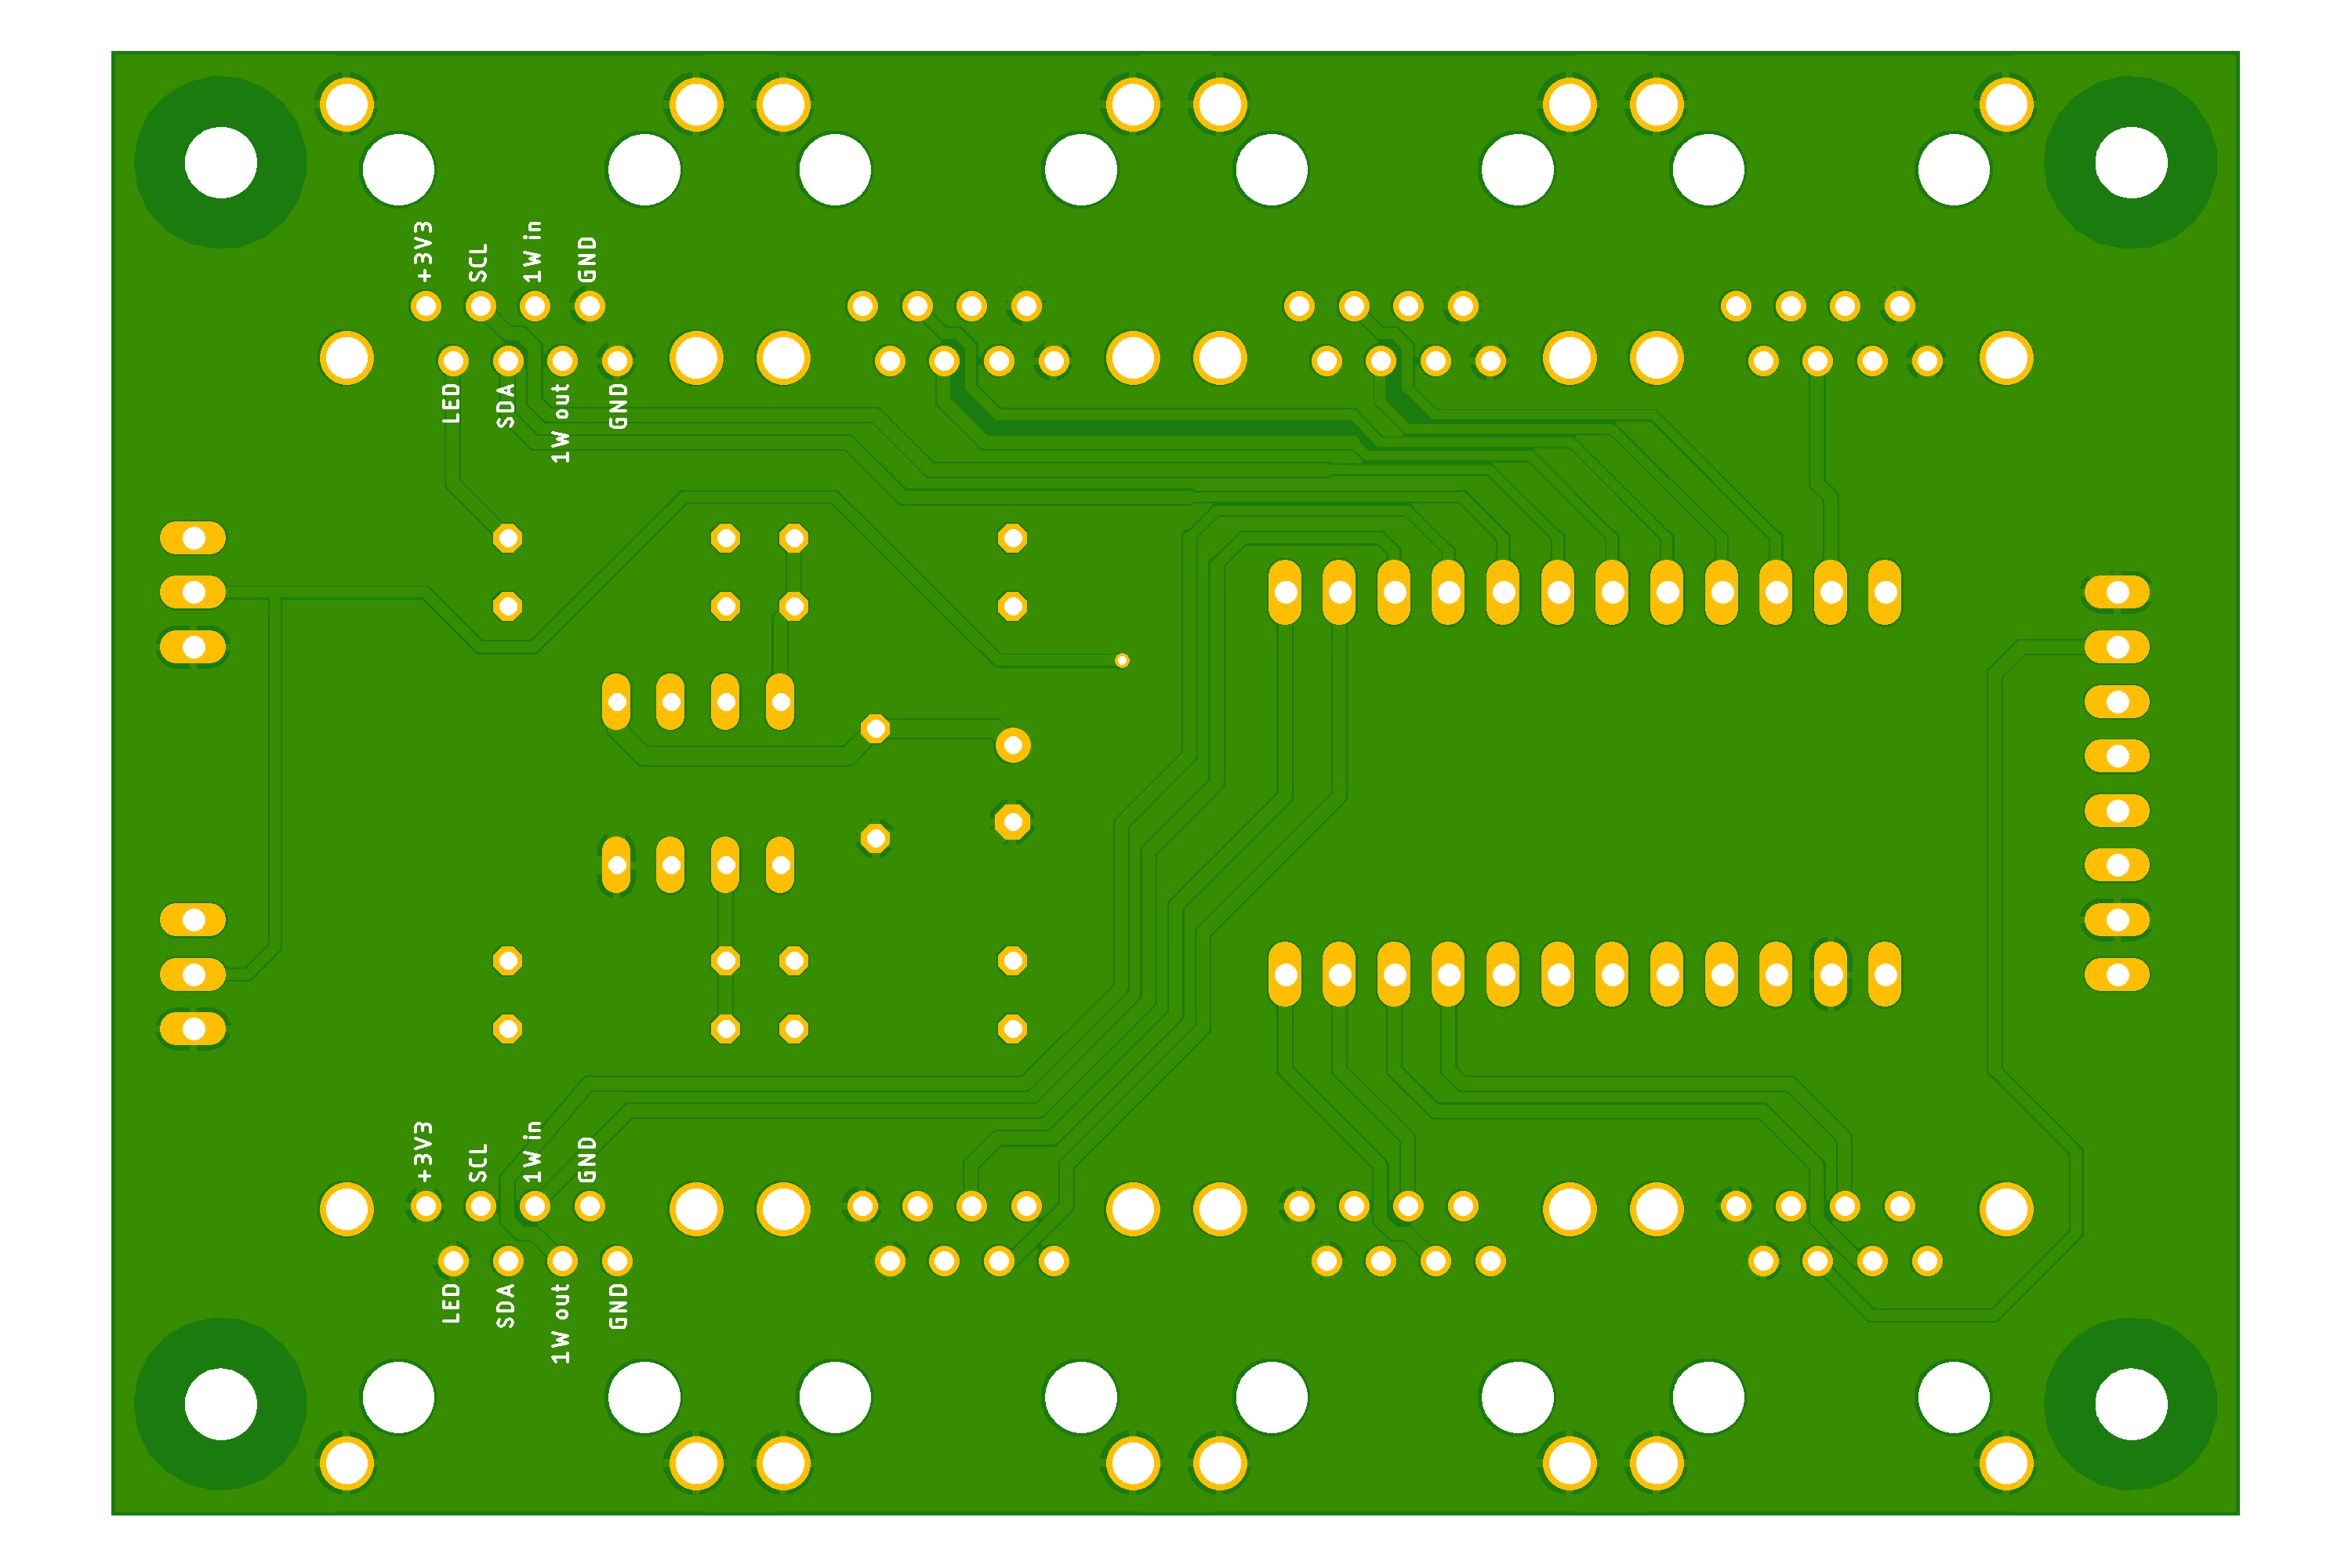 +3V3
SCL
1W in
GND
LED
SDA
1W out
GND
+3V3
SCL
1W in
GND
LED
SDA
1W out
GND